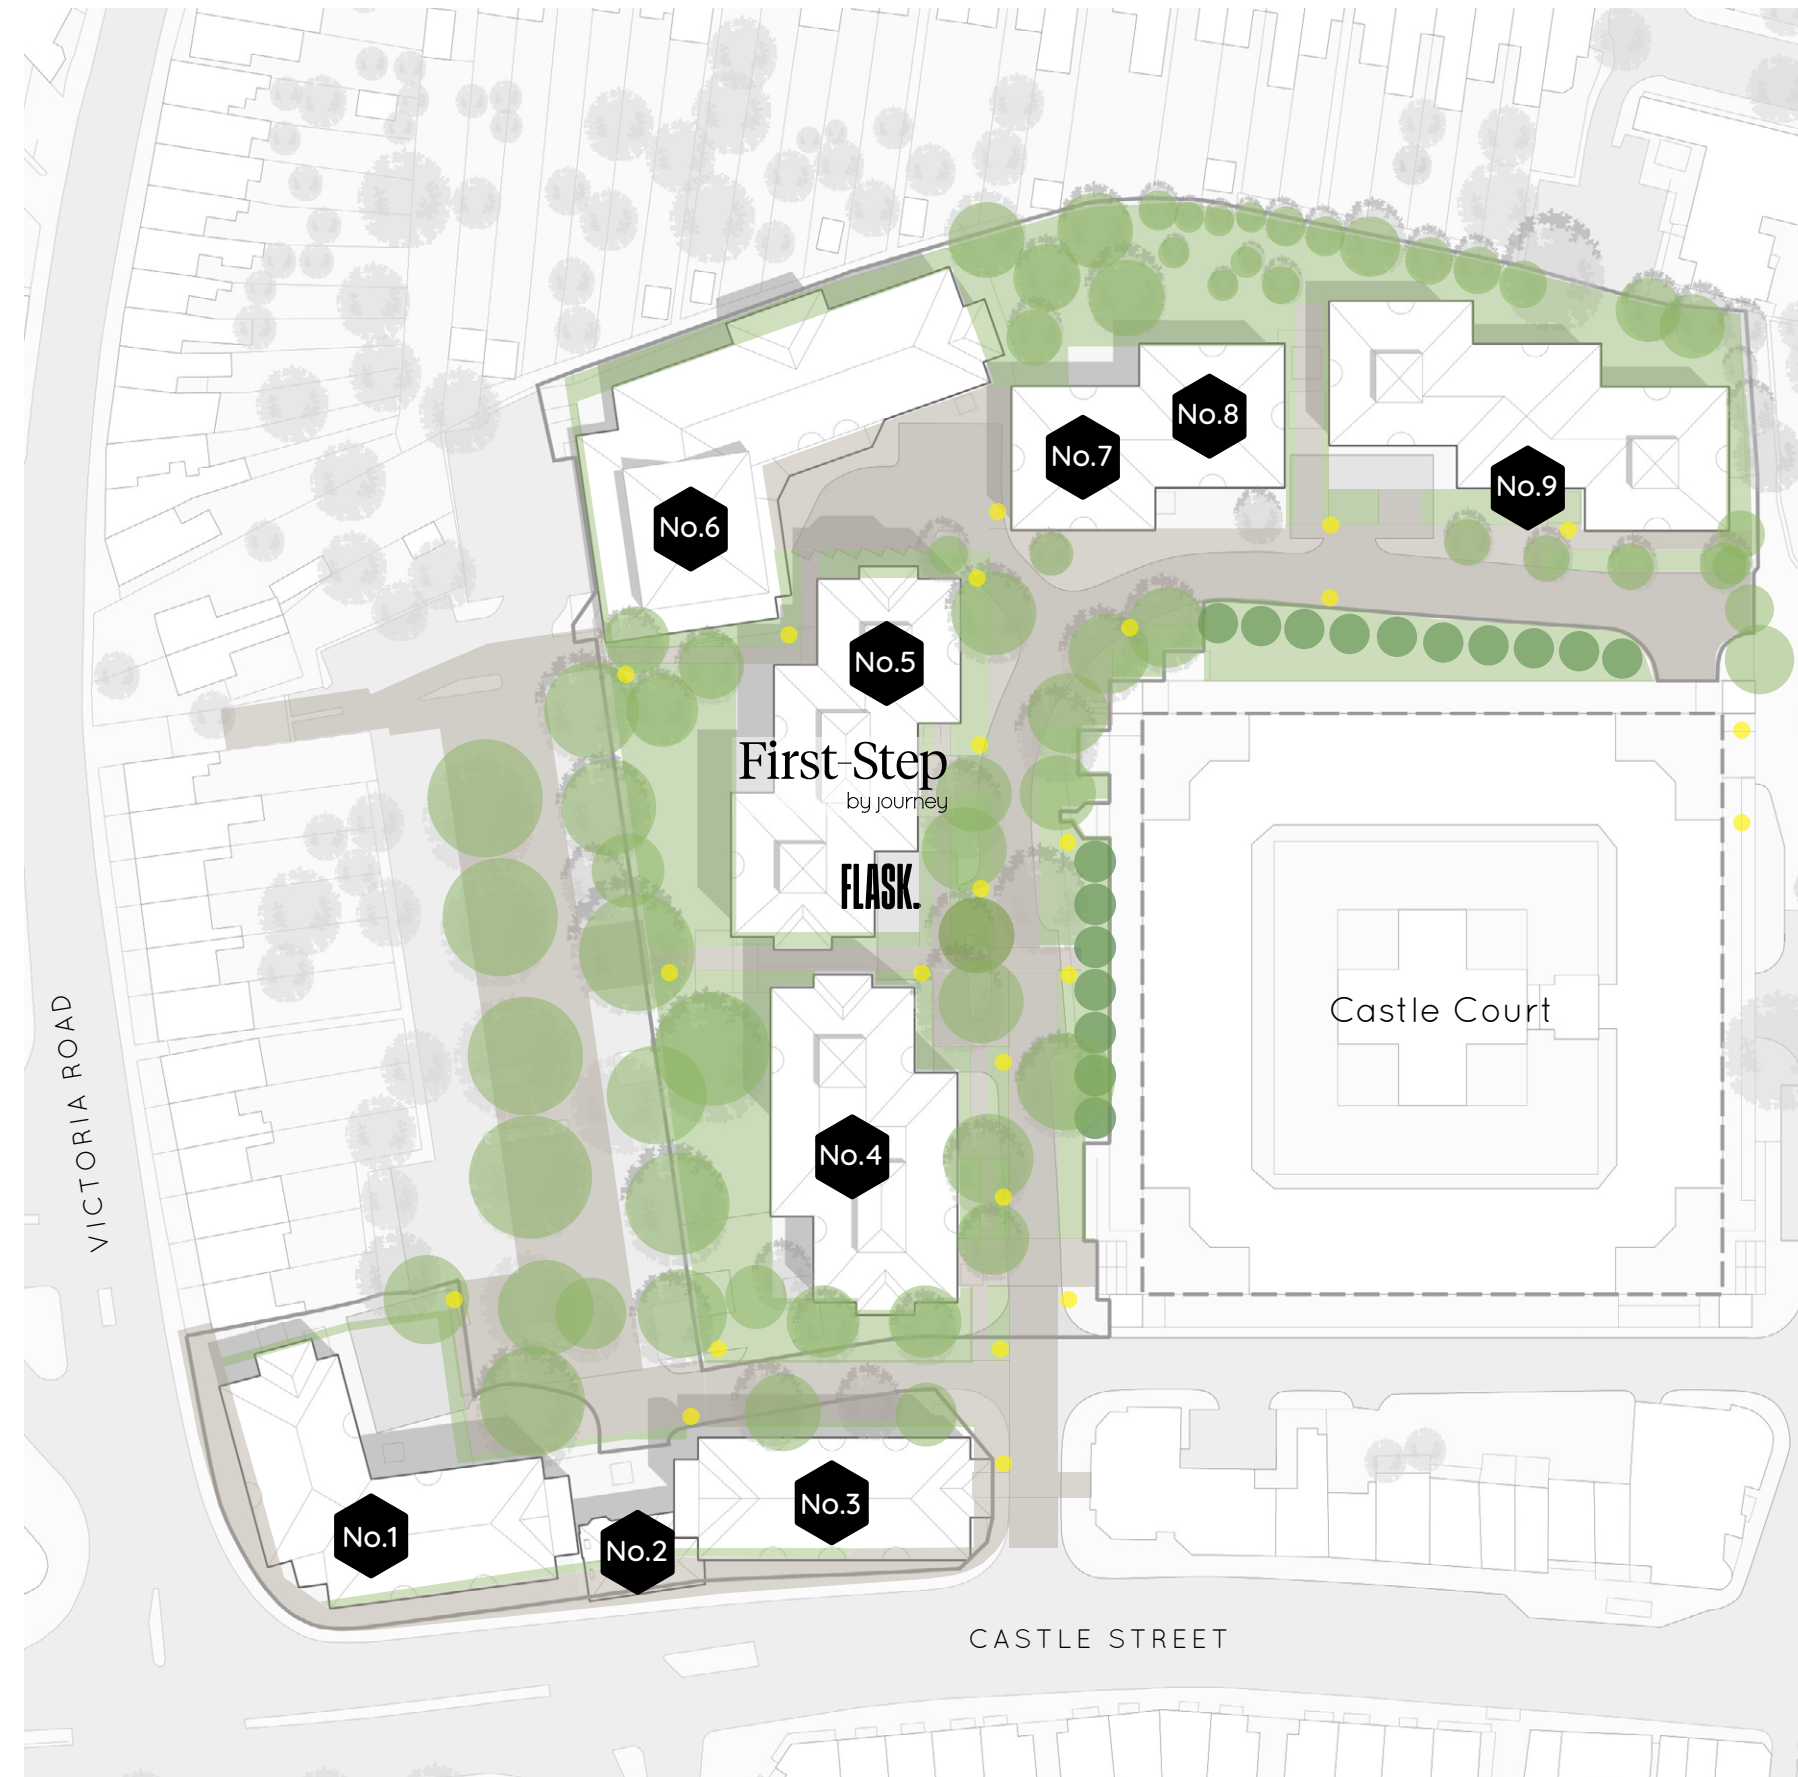 No.8
No.7
No.9
No.6
No.5
First-Step
by journey
FLASK.
Castle Court
VICTORIA ROAD
No.4
No.3
No.1
No.2
CASTLE STREET